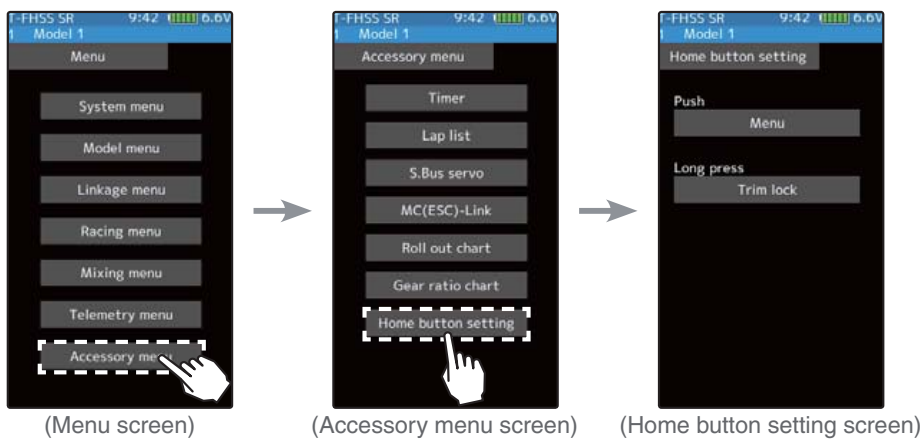 T-FHSS SR 9:42 6.6V
1 Model 1
Menu
System menu
Model menu
Linkage menu
Racing menu
Mixing menu
Telemetry menu
Accessory menu
(Menu screen)
T-FHSS SR 9:42 6.6V
1 Model 1
Accessory menu
Timer
Lap list
S.Bus servo
MC(ESC)-Link
Roll out chart
Gear ratio chart
Home button setting
(Accessory menu screen)
T-FHSS SR 9:42 6.6V
1 Model 1
Home button setting
Push
Menu
Long press
Trim lock
(Home button setting screen)